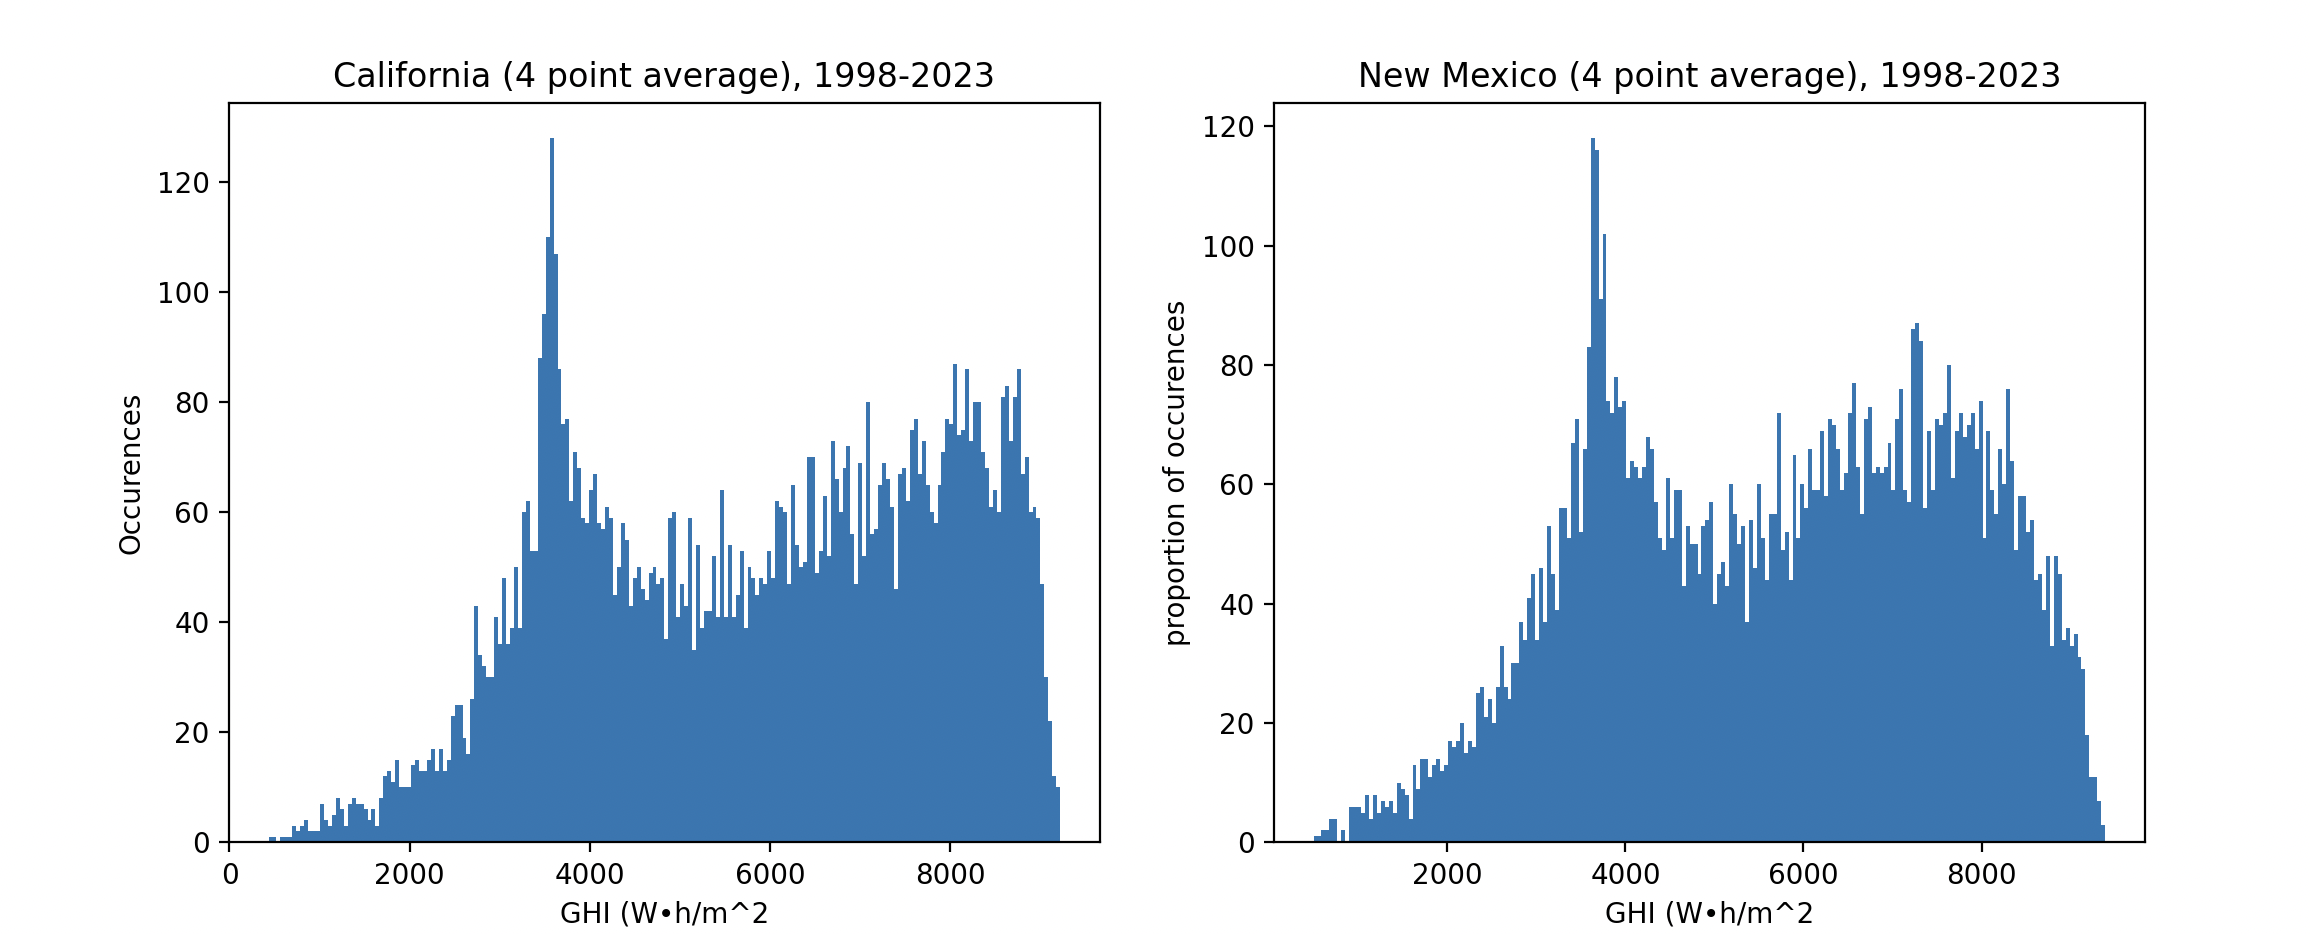 California (4 point average), 1998-2023
120
100
80
60
40
20
0
Occurences
0 2000 4000 6000 8000
GHI (W•h/m^2
New Mexico (4 point average), 1998-2023
120
100
80
60
40
20
0
proportion of occurences
2000 4000 6000 8000
GHI (W•h/m^2